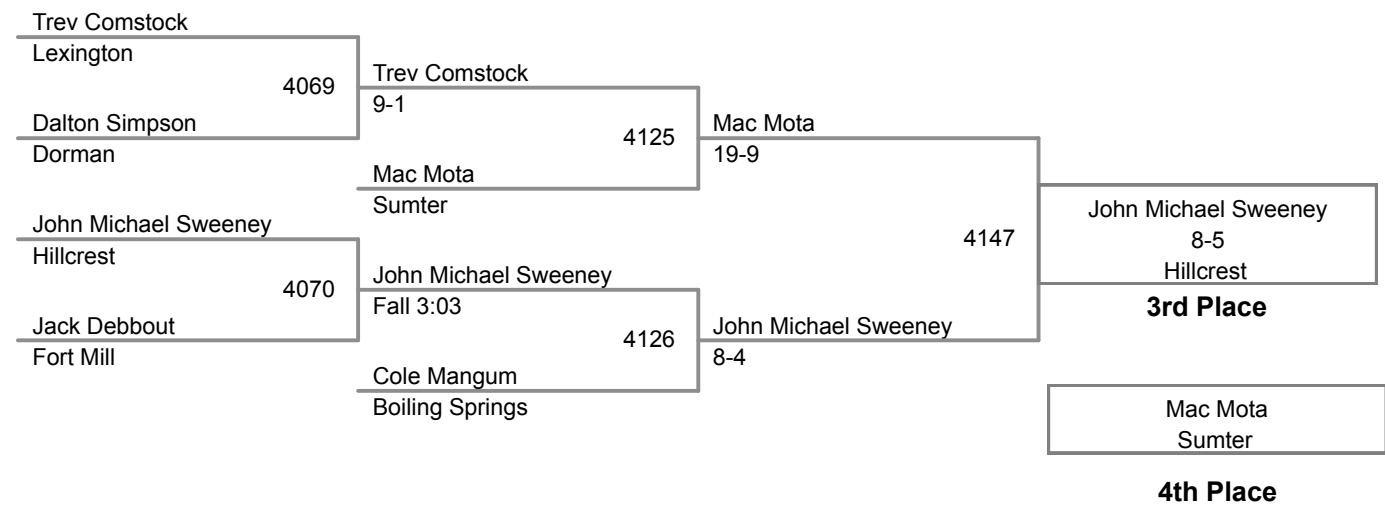 Trev Comstock
Lexington
4069
Dalton Simpson
Dorman
John Michael Sweeney
Hillcrest
4070
Jack Debbout
Fort Mill
Trev Comstock
9-1
4125
Mac Mota
Sumter
John Michael Sweeney
Fall 3:03
4126
Cole Mangum
Boiling Springs
Mac Mota
19-9
4147
John Michael Sweeney
8-4
John Michael Sweeney
8-5
Hillcrest
3rd Place
Mac Mota
Sumter
4th Place